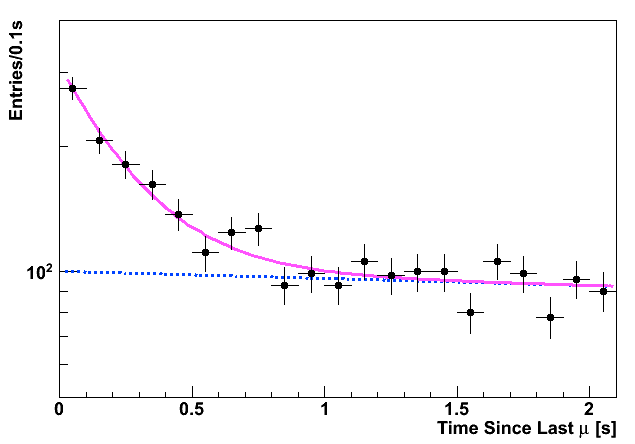 Entries/0.1s
10²
0 0.5 1 1.5 2
Time Since Last μ [s]